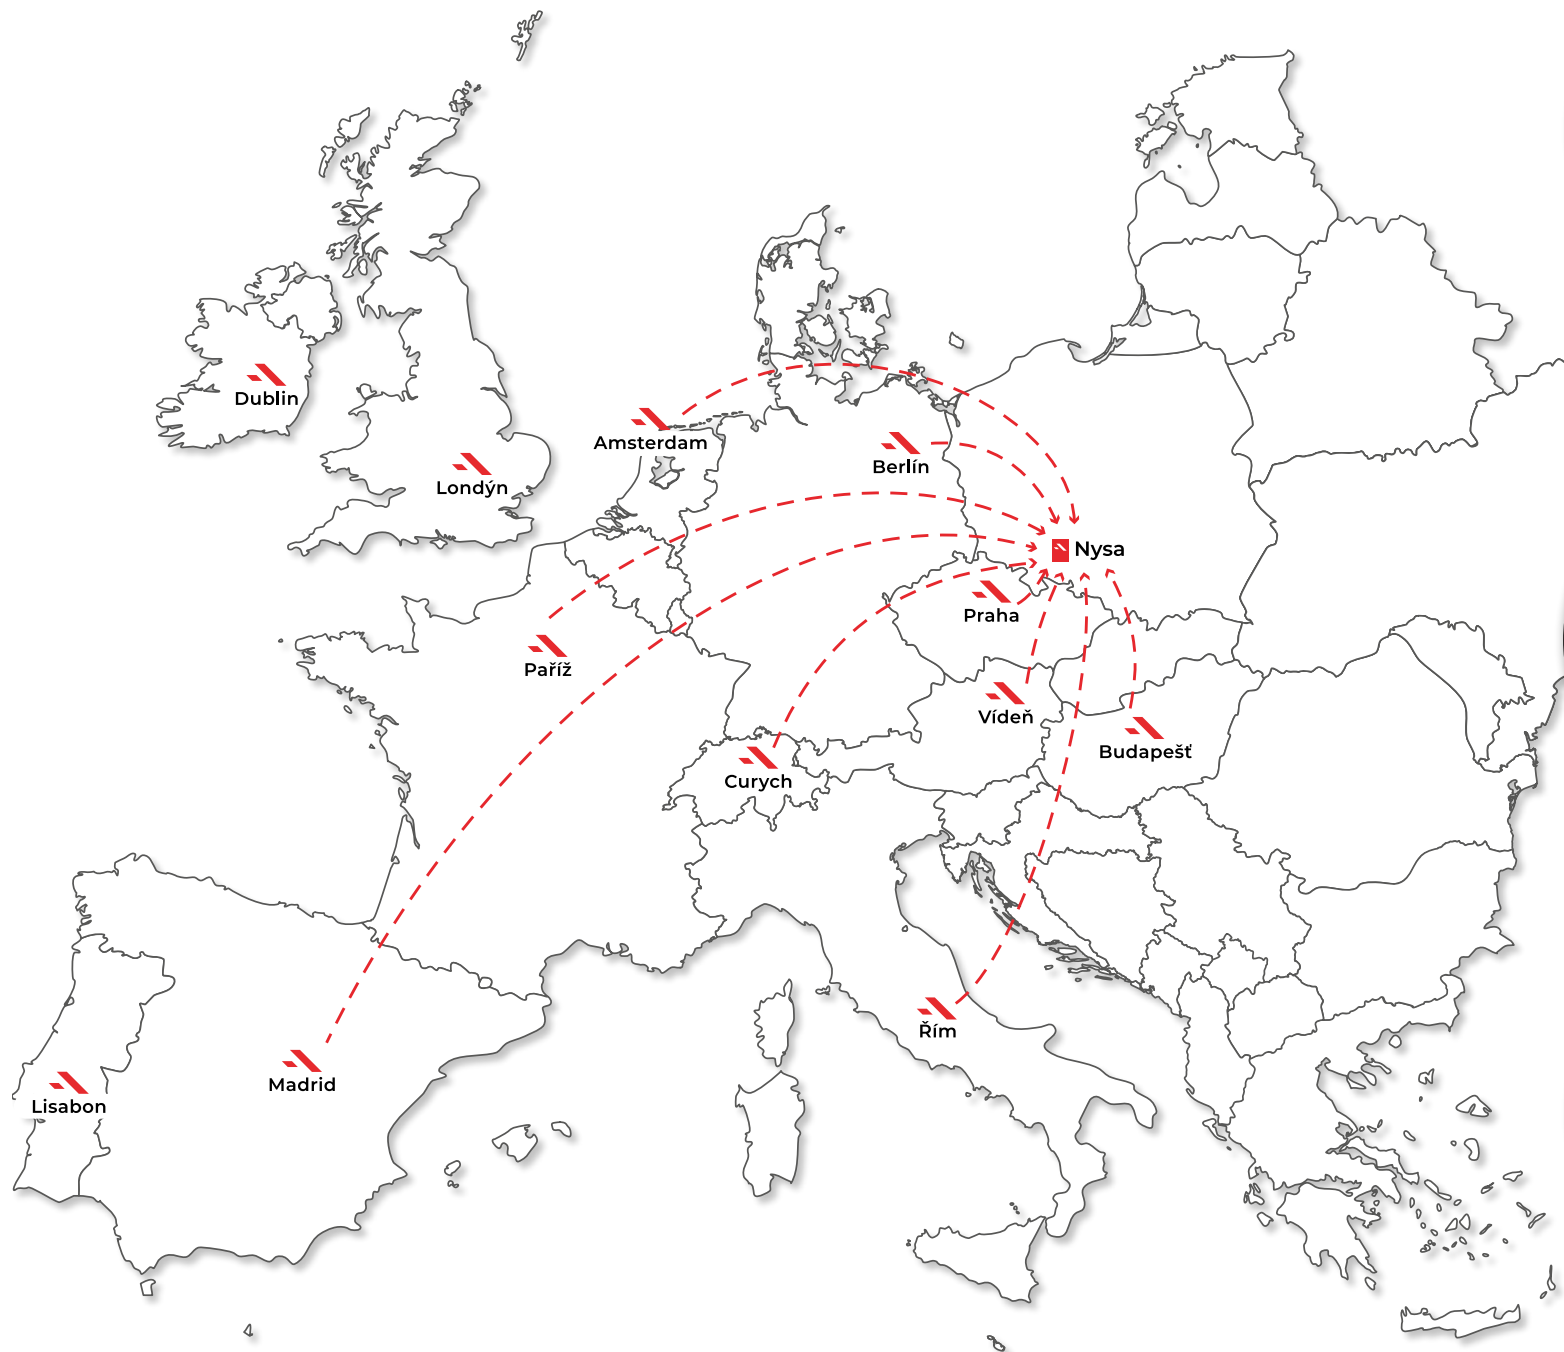 Dublin
Amsterdam
Berlín
Londýn
Nysa
Praha
Paříž
Vídeň
Budapešť
Curych
Řím
Madrid
Lisabon